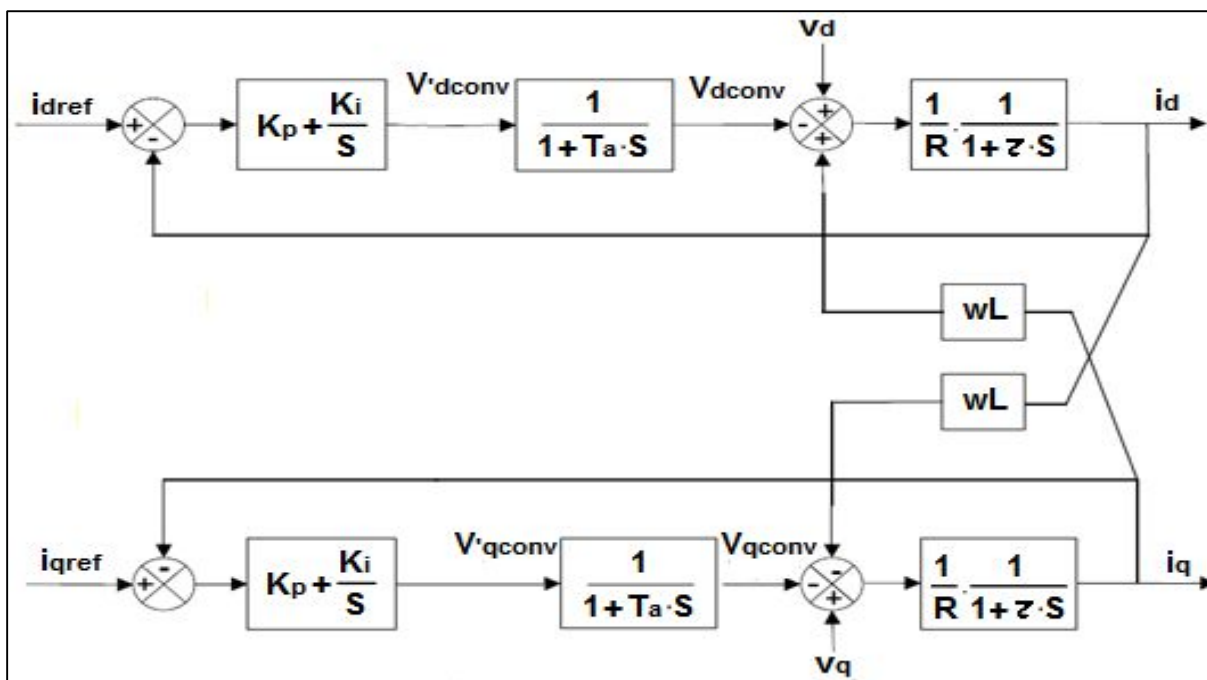 vd
idref
+
-
Kp + Ki
S
V'dconv
1
1 + Ta · S
Vdconv
+
-
+
1
R
·
1
1 + τ · S
id
wL
wL
iqref
-
+
Kp + Ki
S
V'qconv
1
1 + Ta · S
Vqconv
-
-
+
1
R
·
1
1 + τ · S
iq
vq